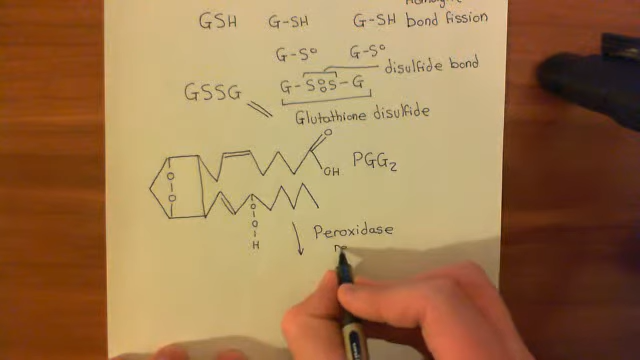 GSH G-SH G-SH bond fission
G-S° G-S°
disulfide bond
GSSG G-S°°S-G
Glutathione disulfide
O
OH PGG₂
O
O
O
O
H
Peroxidase